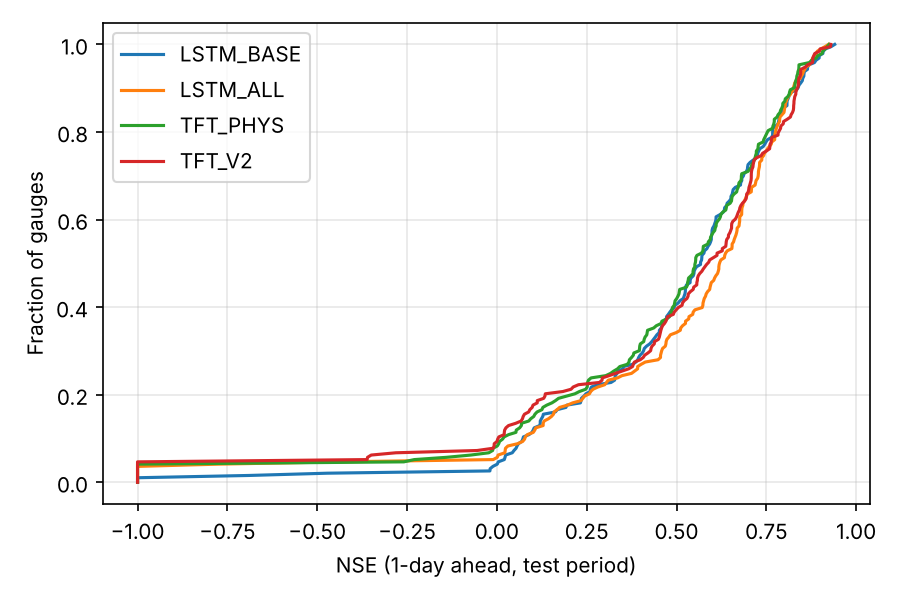 LSTM_BASE
LSTM_ALL
TFT_PHYS
TFT_V2
Fraction of gauges
1.0
0.8
0.6
0.4
0.2
0.0
−1.00 −0.75 −0.50 −0.25 0.00 0.25 0.50 0.75 1.00
NSE (1-day ahead, test period)